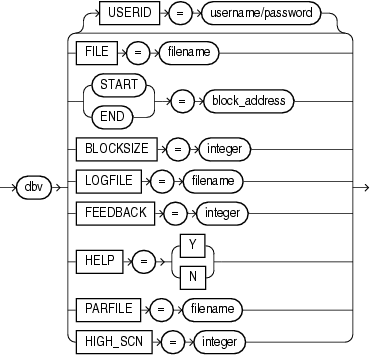 USERID = username/password
FILE = filename
START
= block_address
END
BLOCKSIZE = integer
dbv LOGFILE = filename
FEEDBACK = integer
Y
HELP =
N
PARFILE = filename
HIGH_SCN = integer